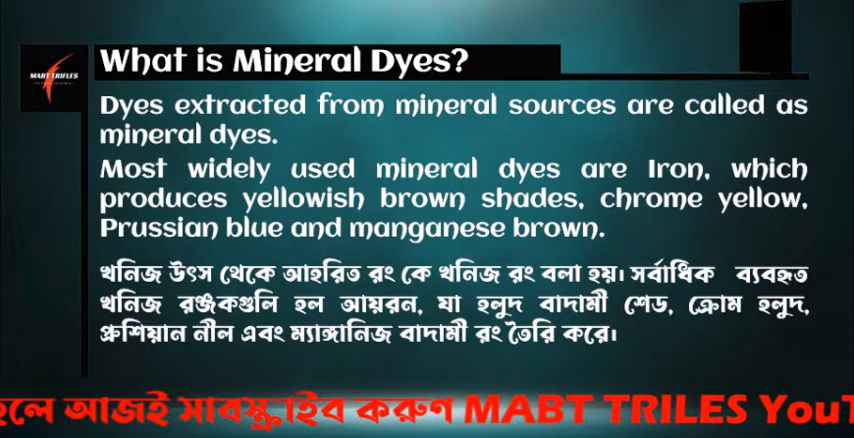 What is Mineral Dyes?
MABT TRIFLES
Dyes extracted from mineral sources are called as
mineral dyes.
Most widely used mineral dyes are Iron, which
produces yellowish brown shades, chrome yellow,
Prussian blue and manganese brown.
খনিজ উৎস থেকে আহরিত রং কে খনিজ রং বলা হয়। সর্বাধিক ব্যবহৃত
খনিজ রঞ্জকগুলি হল আয়রন, যা হলুদ বাদামী শেড, ক্রোম হলুদ,
প্রুশিয়ান নীল এবং ম্যাঙ্গানিজ বাদামী রং তৈরি করে।
আজই সাবস্ক্রাইব করুণ MABT TRILES